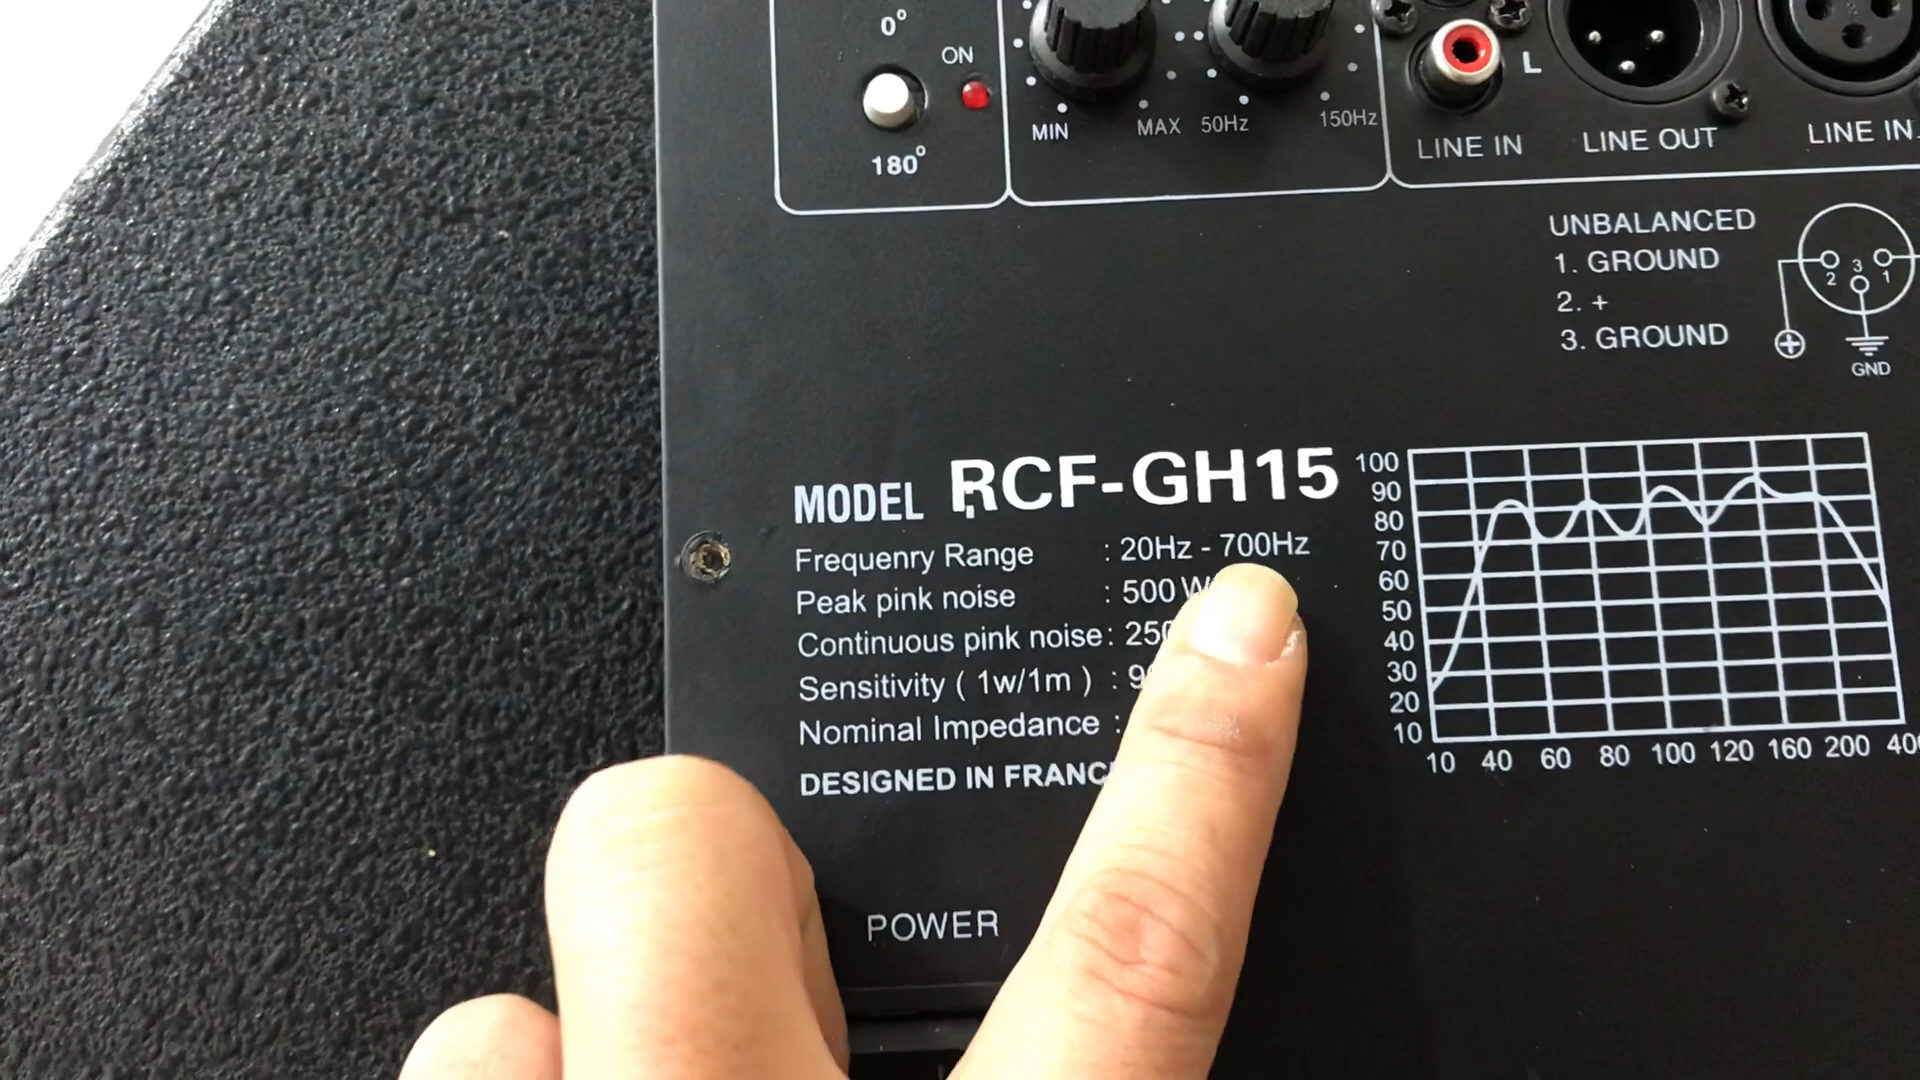 0°
ON
180°
MIN MAX 50Hz 150Hz
L
LINE IN LINE OUT LINE IN
UNBALANCED
1. GROUND
2. +
3. GROUND
2 3 1
GND
MODEL RCF-GH15
Frequenry Range : 20Hz - 700Hz
Peak pink noise : 500
Continuous pink noise:
Sensitivity ( 1w/1m ) :
Nominal Impedance :
DESIGNED IN
POWER
100
90
80
70
60
50
40
30
20
10
10 40 60 80 100 120 160 200